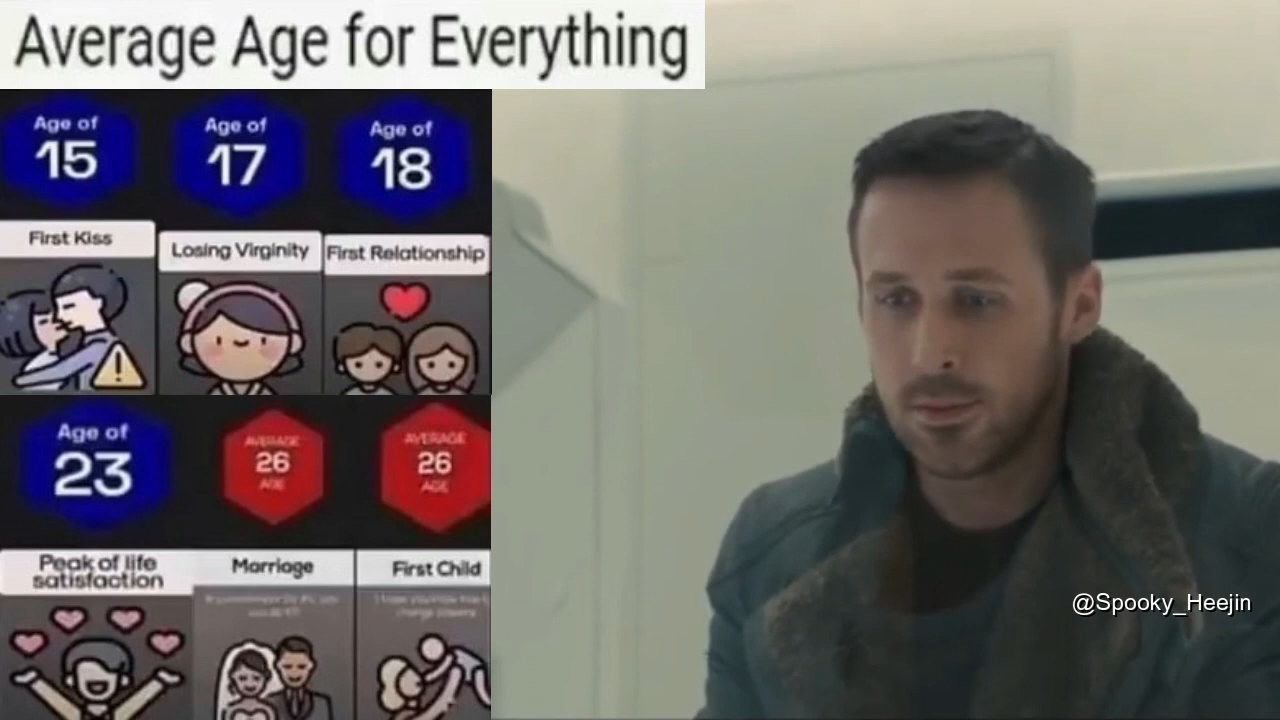 Average Age for Everything
Age of
15
Age of
17
Age of
18
First Kiss
Losing Virginity
First Relationship
Age of
23
AVERAGE
26
AGE
AVERAGE
26
AGE
Peak of life
satisfaction
Marriage
First Child
change
@Spooky_Heejin